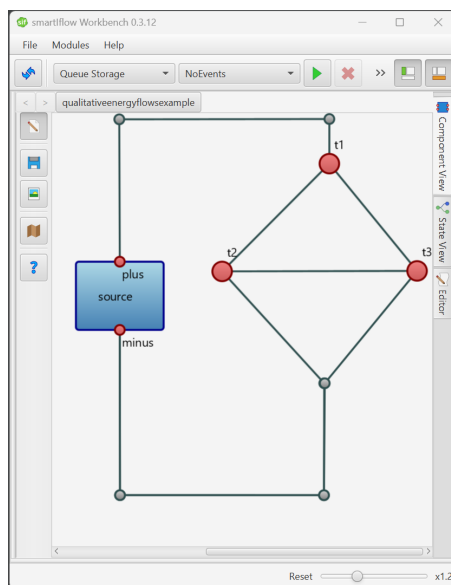 smartIflow Workbench 0.3.12
File Modules Help
Queue Storage NoEvents
qualitativeenergyflowsexample
Component View
State View
Editor
t1
t2
t3
plus
source
minus
Reset x1.2